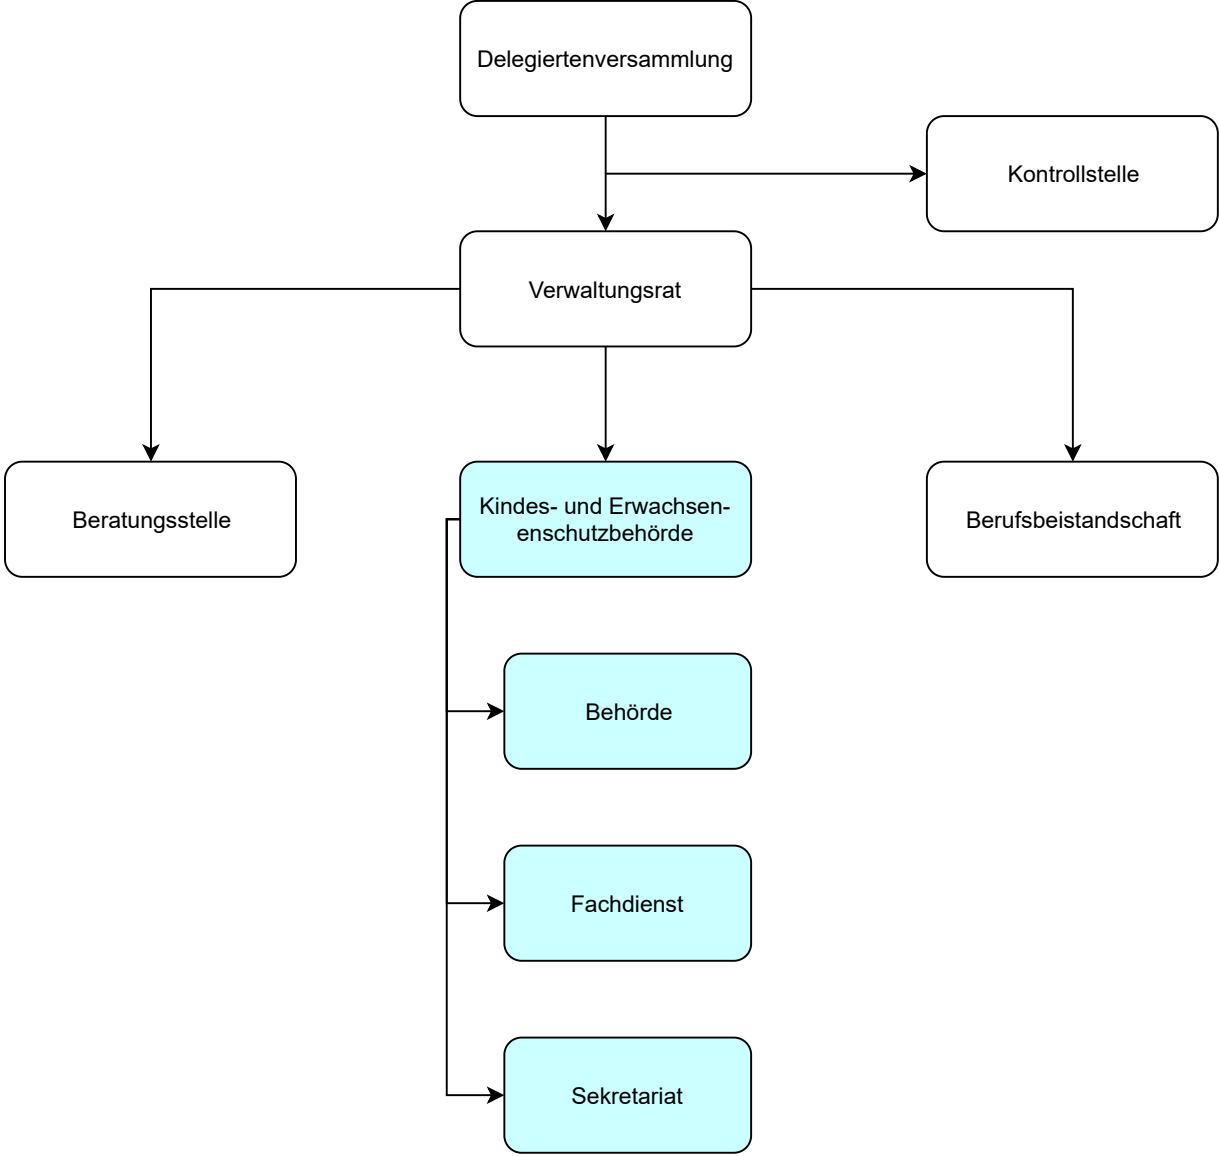 Delegiertenversammlung
Kontrollstelle
Verwaltungsrat
Beratungsstelle
Kindes- und Erwachsen-
enschutzbehörde
Berufsbeistandschaft
Behörde
Fachdienst
Sekretariat